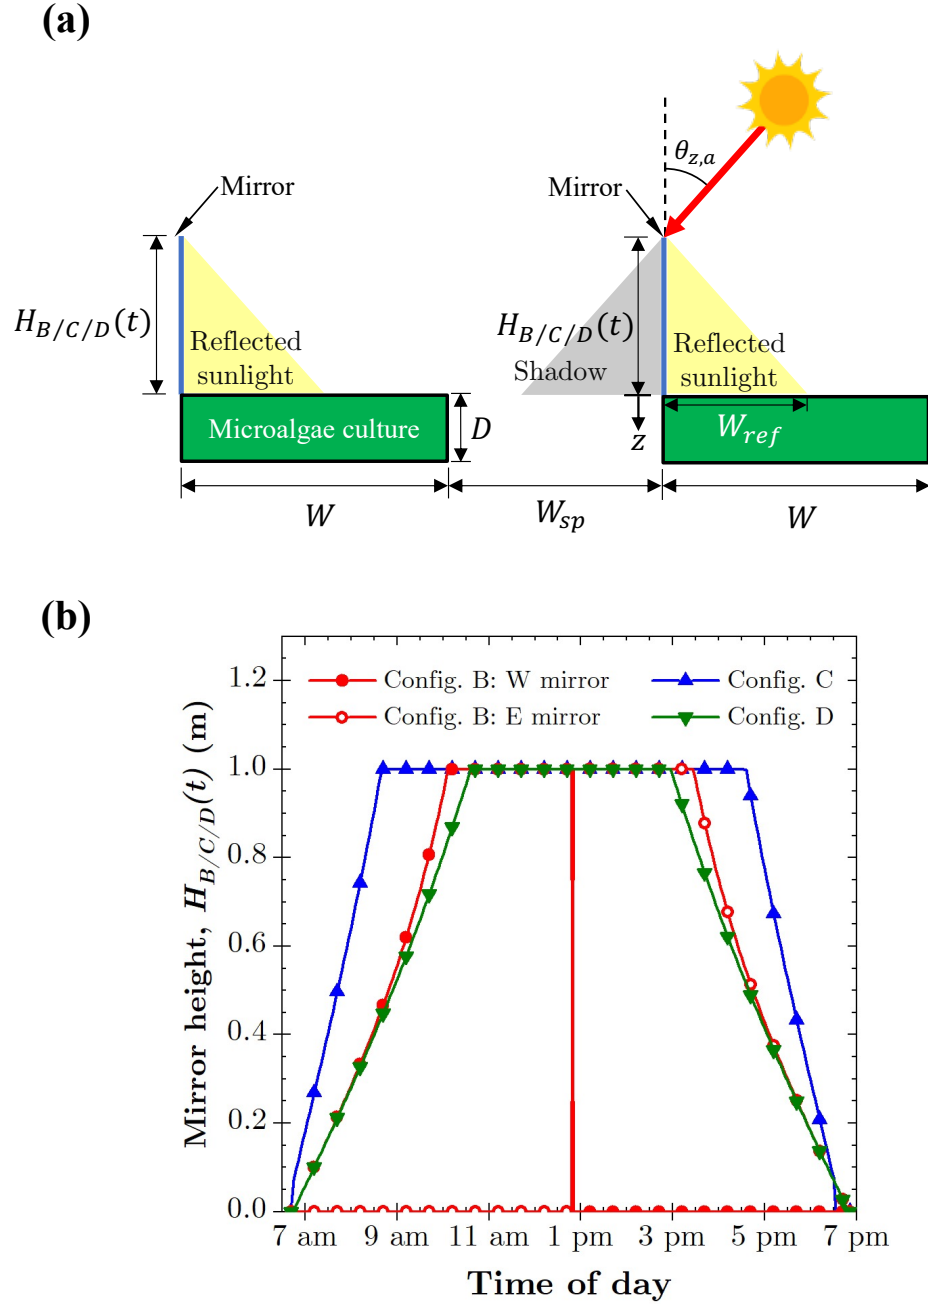 (a)
θz,a
Mirror
Mirror
HB/C/D(t)
HB/C/D(t)
Reflected
sunlight
Shadow
Reflected
sunlight
Microalgae culture
D
z
Wref
W
Wsp
W
(b)
Config. B: W mirror
Config. C
Config. B: E mirror
Config. D
Mirror height, HB/C/D(t) (m)
1.2
1.0
0.8
0.6
0.4
0.2
0.0
7 am
9 am
11 am
1 pm
3 pm
5 pm
7 pm
Time of day